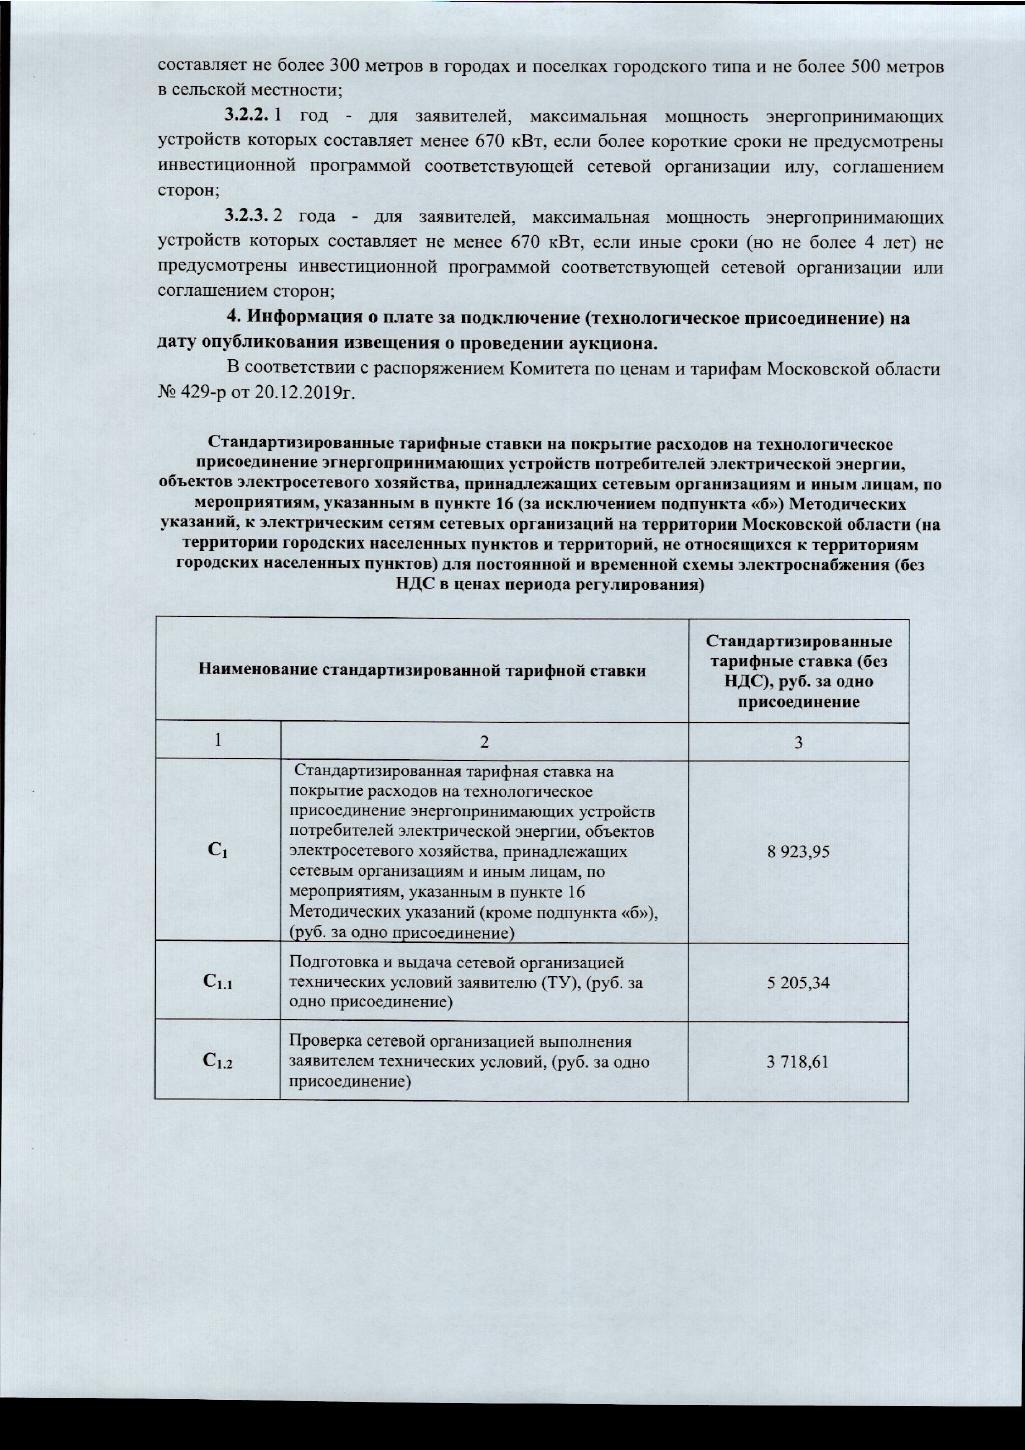 составляет не более 300 метров в городах и поселках городского типа и не более 500 метров
в сельской местности;
3.2.2. 1 год - для заявителей, максимальная мощность энергопринимающих
устройств которых составляет менее 670 кВт, если более короткие сроки не предусмотрены
инвестиционной программой соответствующей сетевой организации илу, соглашением
сторон;
3.2.3. 2 года - для заявителей, максимальная мощность энергопринимающих
устройств которых составляет не менее 670 кВт, если иные сроки (но не более 4 лет) не
предусмотрены инвестиционной программой соответствующей сетевой организации или
соглашением сторон;
4. Информация о плате за подключение (технологическое присоединение) на
дату опубликования извещения о проведении аукциона.
В соответствии с распоряжением Комитета по ценам и тарифам Московской области
№ 429-р от 20.12.2019г.
Стандартизированные тарифные ставки на покрытие расходов на технологическое
присоединение эгнергопринимающих устройств потребителей электрической энергии,
объектов электросетевого хозяйства, принадлежащих сетевым организациям и иным лицам, по
мероприятиям, указанным в пункте 16 (за исключением подпункта «б») Методических
указаний, к электрическим сетям сетевых организаций на территории Московской области (на
территории городских населенных пунктов и территорий, не относящихся к территориям
городских населенных пунктов) для постоянной и временной схемы электроснабжения (без
НДС в ценах периода регулирования)
Наименование стандартизированной тарифной ставки
Стандартизированные
тарифные ставка (без
НДС), руб. за одно
присоединение
1
2
3
C1
Стандартизированная тарифная ставка на
покрытие расходов на технологическое
присоединение энергопринимающих устройств
потребителей электрической энергии, объектов
электросетевого хозяйства, принадлежащих
сетевым организациям и иным лицам, по
мероприятиям, указанным в пункте 16
Методических указаний (кроме подпункта «б»),
(руб. за одно присоединение)
8 923,95
C1.1
Подготовка и выдача сетевой организацией
технических условий заявителю (ТУ), (руб. за
одно присоединение)
5 205,34
C1.2
Проверка сетевой организацией выполнения
заявителем технических условий, (руб. за одно
присоединение)
3 718,61